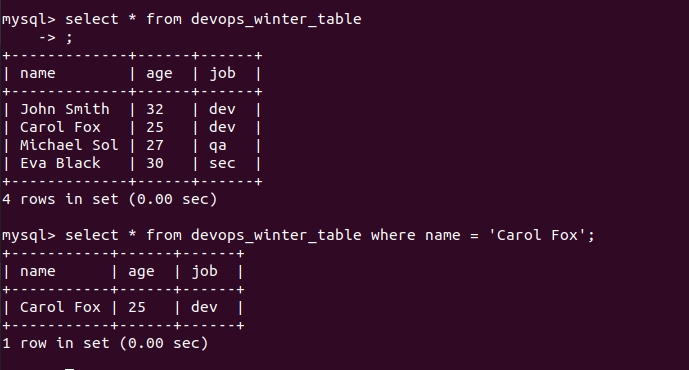 mysql> select * from devops_winter_table
    -> ;
+-------------+------+------+
| name        | age  | job  |
+-------------+------+------+
| John Smith  | 32   | dev  |
| Carol Fox   | 25   | dev  |
| Michael Sol | 27   | qa   |
| Eva Black   | 30   | sec  |
+-------------+------+------+
4 rows in set (0.00 sec)

mysql> select * from devops_winter_table where name = 'Carol Fox';
+-----------+------+------+
| name      | age  | job  |
+-----------+------+------+
| Carol Fox | 25   | dev  |
+-----------+------+------+
1 row in set (0.00 sec)